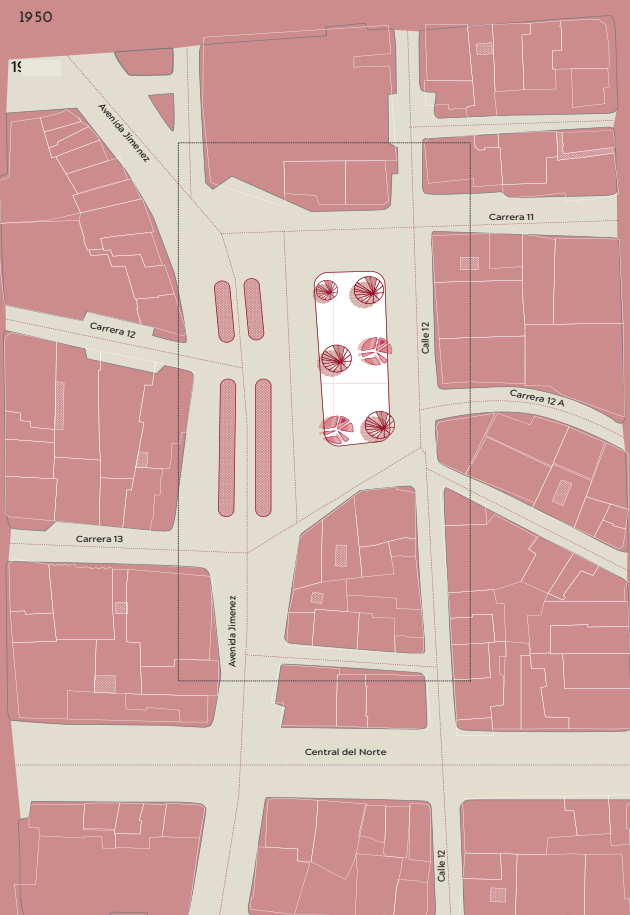 1950
Avenida Jimenez
Carrera 11
Carrera 12
Calle 12
Carrera 12 A
Carrera 13
Avenida Jimenez
Central del Norte
Calle 12